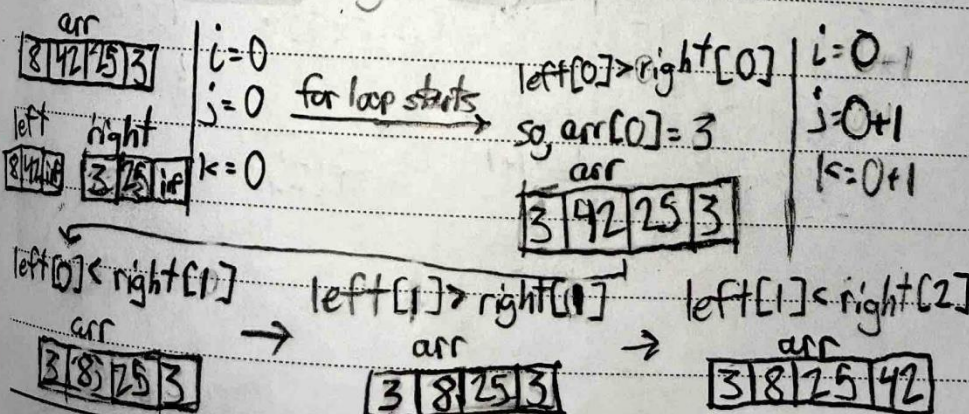 arr
8 42 25 3
i=0
j=0
k=0
left right
8 42 inf 3 25 inf
for loop starts
left[0]>right[0]
so, arr[0]=3
arr
3 42 25 3
i=0
j=0+1
k=0+1
left[0]<right[1]
arr
3 8 25 3
left[1]>right[1]
arr
3 8 25 3
left[1]<right[2]
arr
3 8 25 42